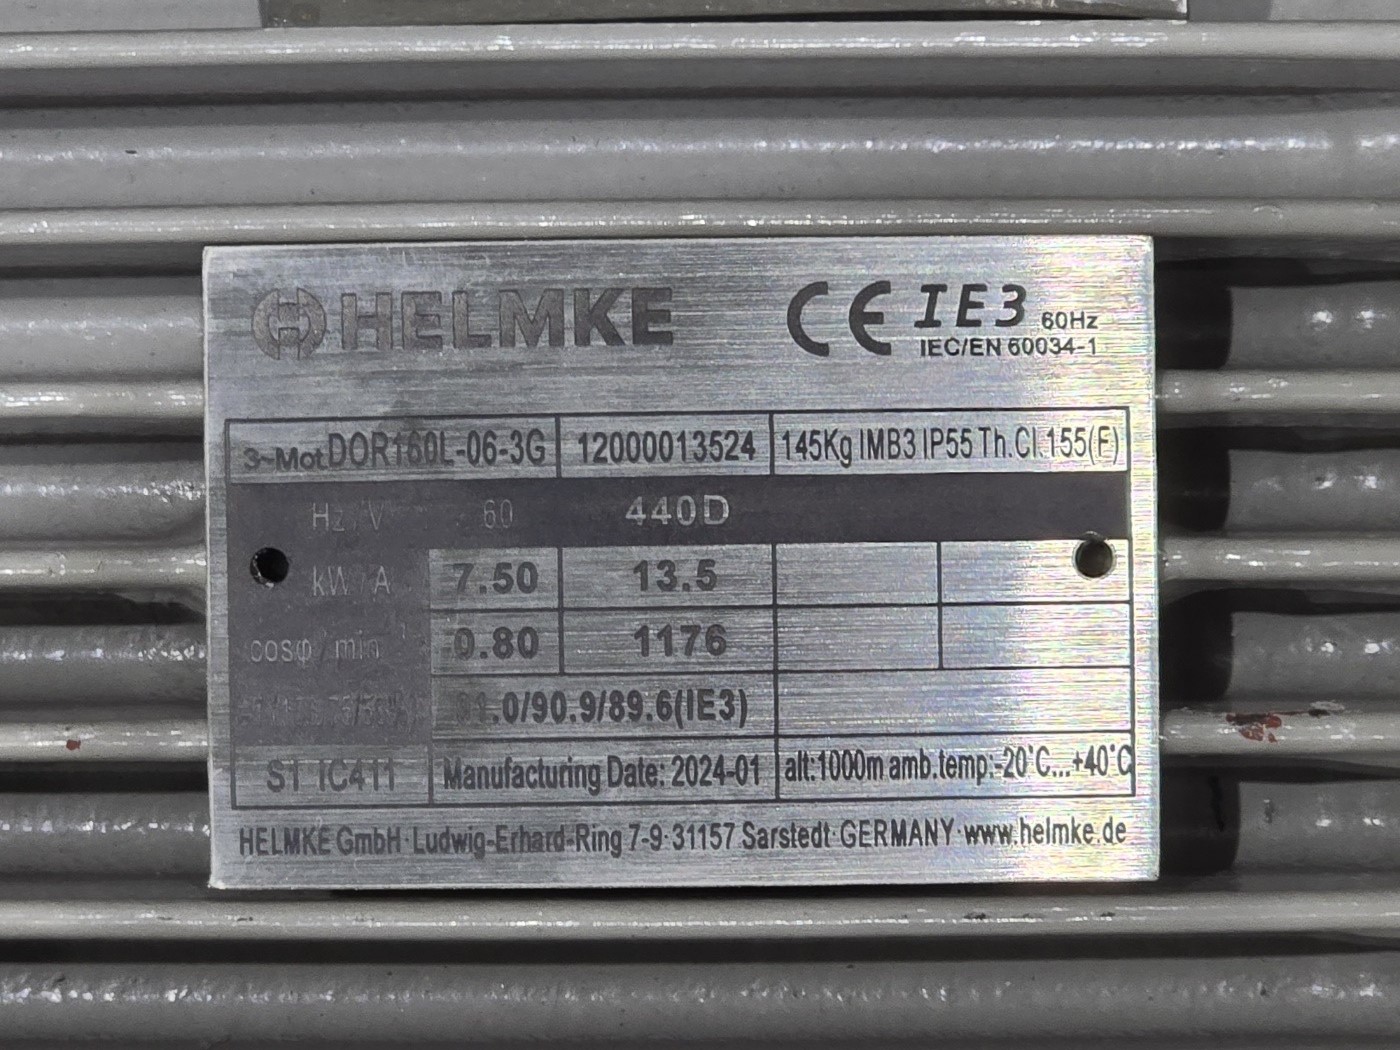 HELMKE CE IE3 60Hz
IEC/EN 60034-1
3~Mot DOR160L-06-3G 12000013524 145Kg IMB3 IP55 Th.Cl.155(F)
Hz / V 60 440D
kW / A 7.50 13.5
cosφ / min⁻¹ 0.80 1176
91.0/90.9/89.6(IE3)
S1 IC411 Manufacturing Date: 2024-01 alt:1000m amb.temp:-20°C...+40°C
HELMKE GmbH · Ludwig-Erhard-Ring 7-9 · 31157 Sarstedt · GERMANY · www.helmke.de